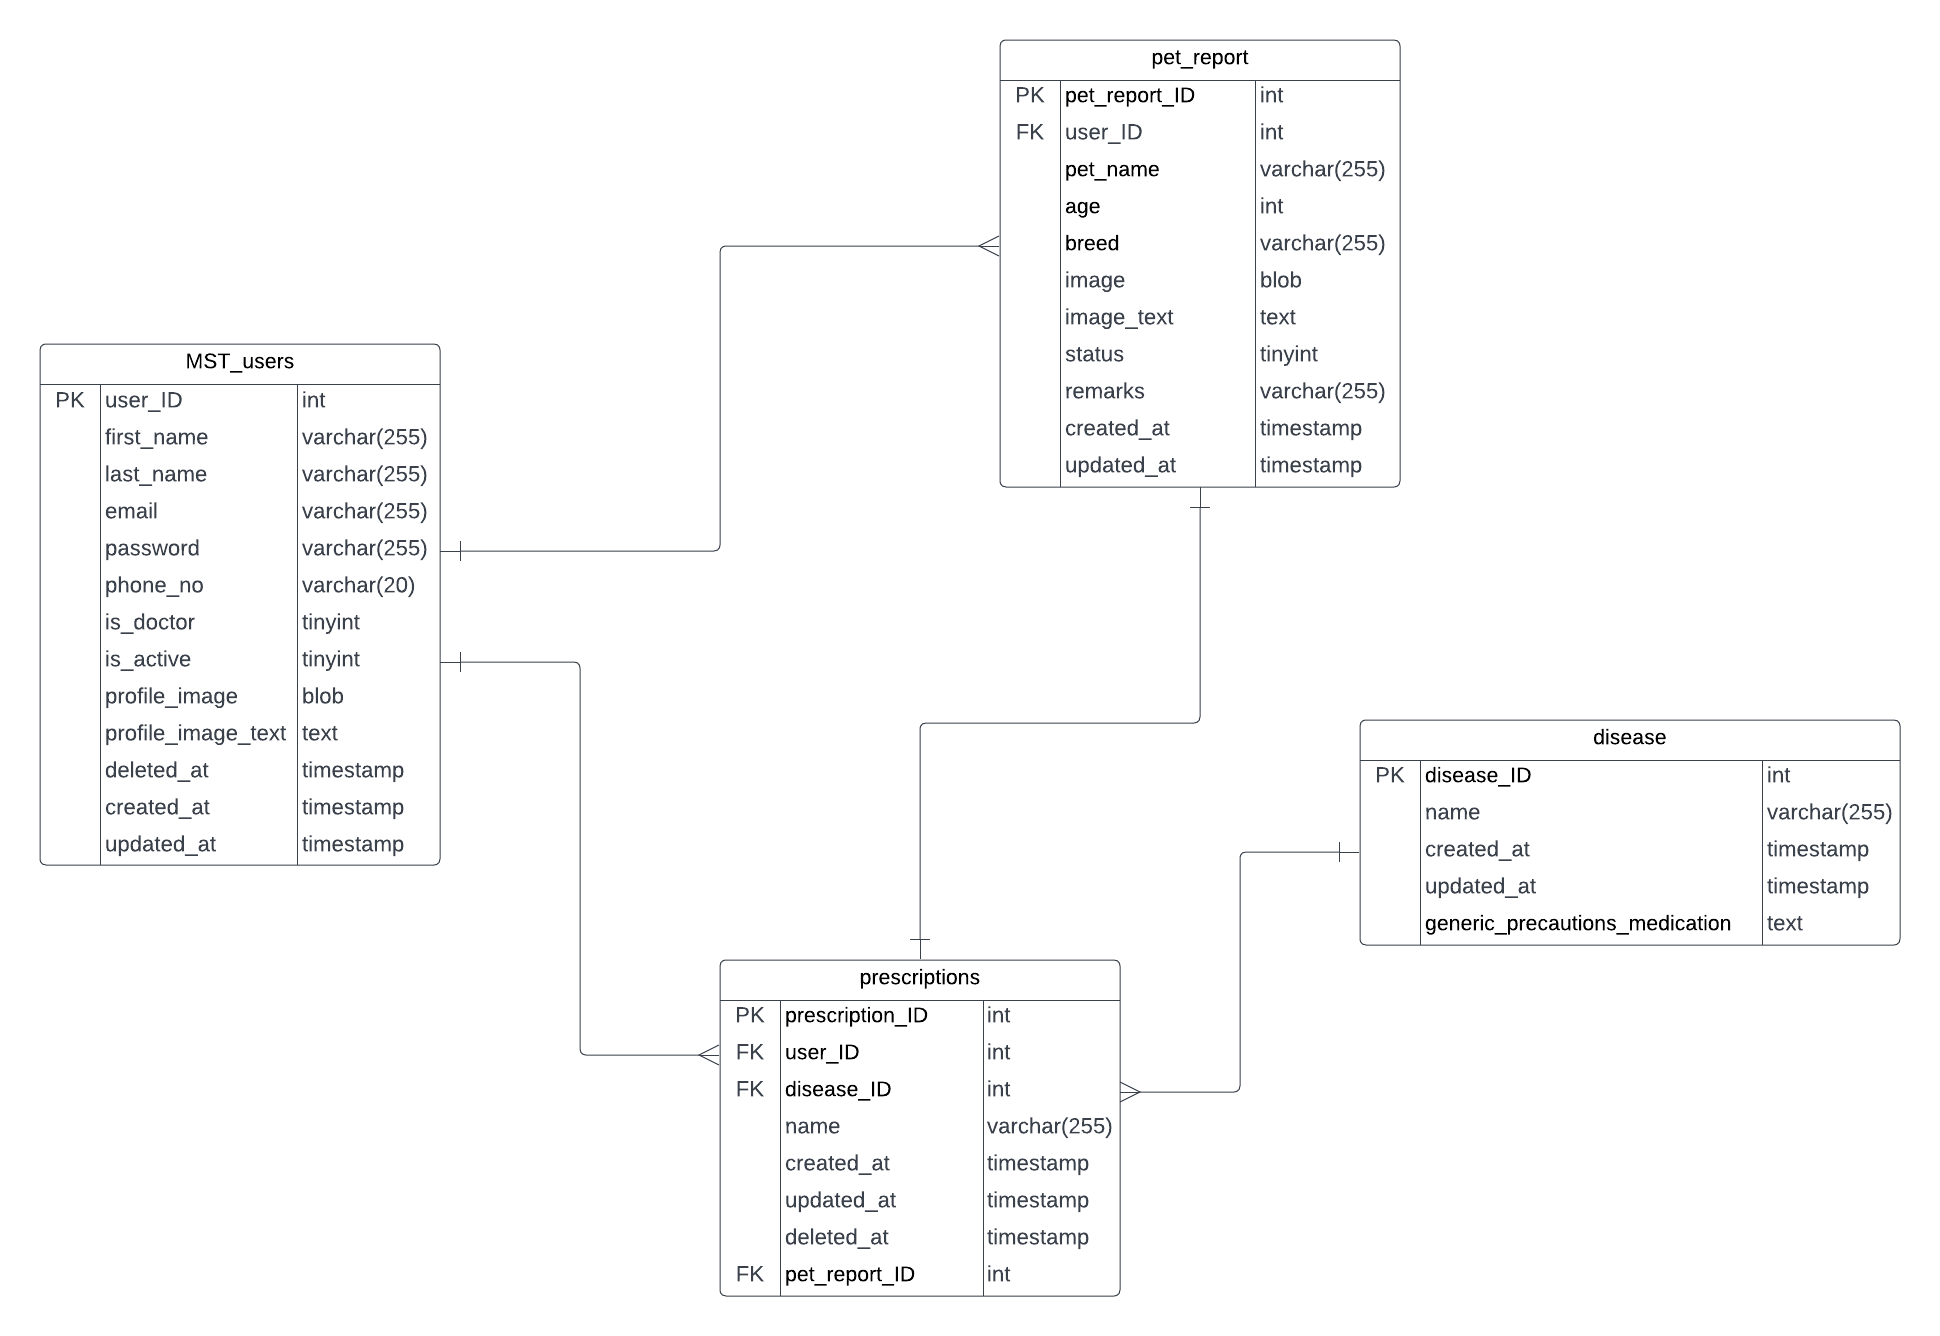 pet_report
PK pet_report_ID int
FK user_ID int
pet_name varchar(255)
age int
breed varchar(255)
image blob
image_text text
status tinyint
remarks varchar(255)
created_at timestamp
updated_at timestamp
MST_users
PK user_ID int
first_name varchar(255)
last_name varchar(255)
email varchar(255)
password varchar(255)
phone_no varchar(20)
is_doctor tinyint
is_active tinyint
profile_image blob
profile_image_text text
deleted_at timestamp
created_at timestamp
updated_at timestamp
disease
PK disease_ID int
name varchar(255)
created_at timestamp
updated_at timestamp
generic_precautions_medication text
prescriptions
PK prescription_ID int
FK user_ID int
FK disease_ID int
name varchar(255)
created_at timestamp
updated_at timestamp
deleted_at timestamp
FK pet_report_ID int